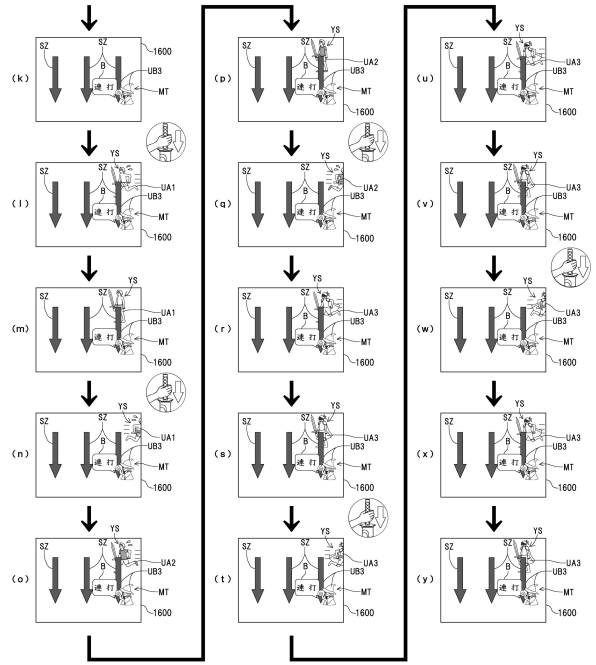 (k)
SZ
SZ
B
連打
1600
UB3
MT
(l)
SZ
SZ
YS
B
連打
UA1
UB3
MT
1600
(m)
SZ
SZ
YS
B
連打
UA1
UB3
MT
1600
(n)
SZ
SZ
YS
B
連打
UA1
UB3
MT
1600
(o)
SZ
SZ
YS
B
連打
UA2
UB3
MT
1600
(p)
SZ
SZ
YS
B
連打
UA2
UB3
MT
1600
(q)
SZ
SZ
YS
B
連打
UA2
UB3
MT
1600
(r)
SZ
SZ
YS
B
連打
UA3
UB3
MT
1600
(s)
SZ
SZ
YS
B
連打
UA3
UB3
MT
1600
(t)
SZ
SZ
YS
B
連打
UA3
UB3
MT
1600
(u)
SZ
SZ
YS
B
連打
UA3
UB3
MT
1600
(v)
SZ
SZ
YS
B
連打
UA3
UB3
MT
1600
(w)
SZ
SZ
YS
B
連打
UA3
UB3
MT
1600
(x)
SZ
SZ
YS
B
連打
UA3
UB3
MT
1600
(y)
SZ
SZ
YS
B
連打
UA3
UB3
MT
1600